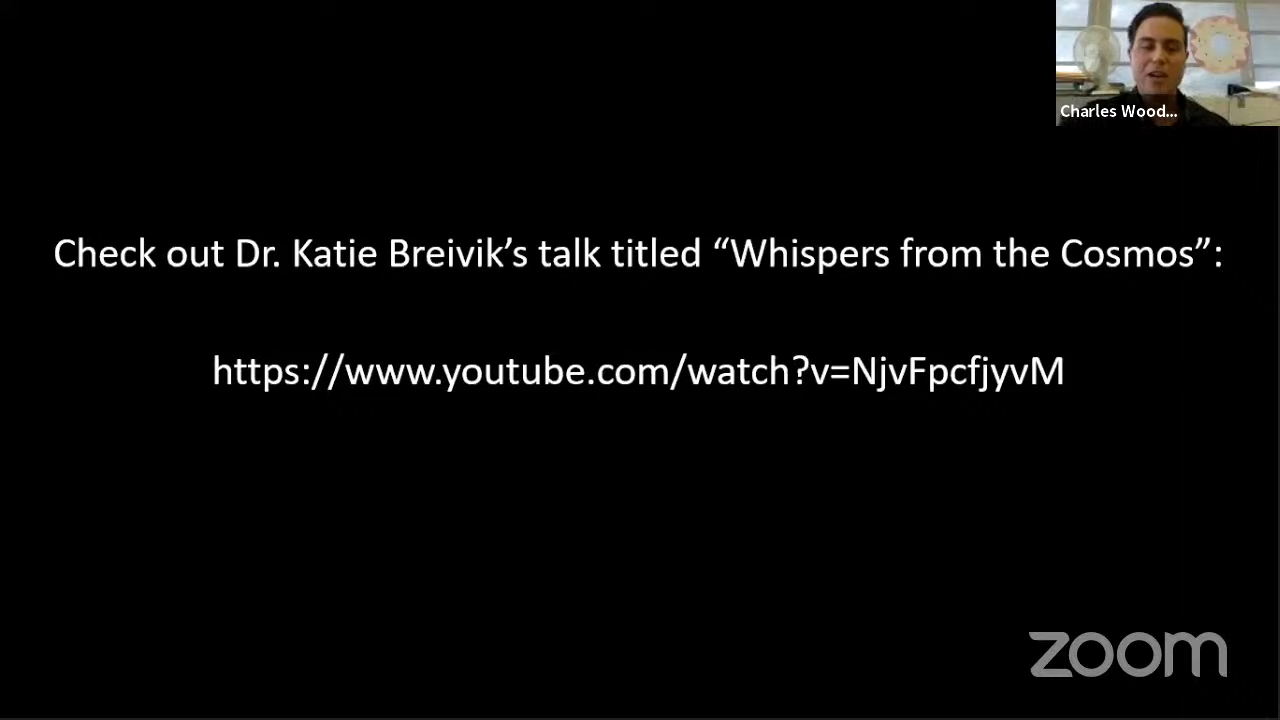 Charles Wood...
Check out Dr. Katie Breivik’s talk titled “Whispers from the Cosmos”:
https://www.youtube.com/watch?v=NjvFpcfjyvM
zoom